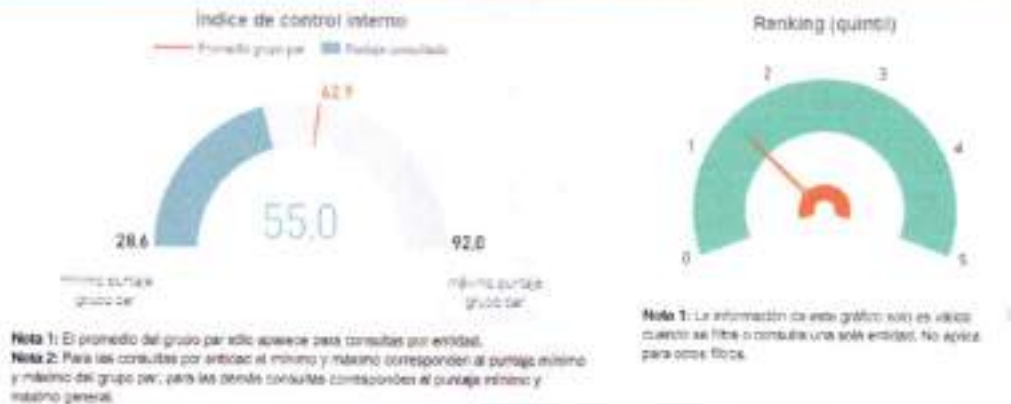 Índice de control interno
Promedio grupo par Puntaje consultado
62,9
55,0
28,6
92,0
mínimo puntaje
grupo par
máximo puntaje
grupo par
Nota 1: El promedio del grupo par sólo aparece para consultas por entidad.
Nota 2: Para las consultas por entidad el mínimo y máximo corresponden al puntaje mínimo
y máximo del grupo par, para las demás consultas corresponden al puntaje mínimo y
máximo general.
Ranking (quintil)
0
1
2
3
4
5
Nota 1: La información de este gráfico solo es válida
cuando se filtra o consulta una sola entidad. No aplica
para otros filtros.